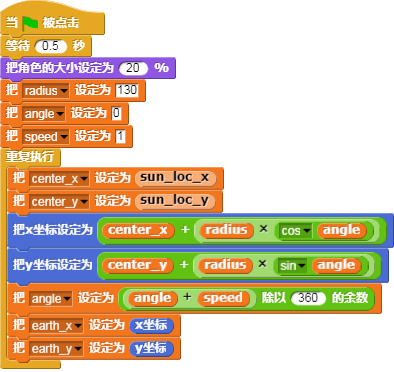 当 被点击
等待 0.5 秒
把角色的大小设定为 20 %
把 radius 设定为 130
把 angle 设定为 0
把 speed 设定为 1
重复执行
把 center_x 设定为 sun_loc_x
把 center_y 设定为 sun_loc_y
把x坐标设定为 center_x + radius × cos angle
把y坐标设定为 center_y + radius × sin angle
把 angle 设定为 angle + speed 除以 360 的余数
把 earth_x 设定为 x坐标
把 earth_y 设定为 y坐标